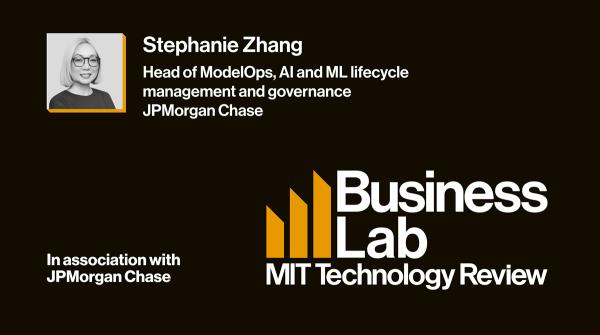 Stephanie Zhang
Head of ModelOps, AI and ML lifecycle
management and governance
JPMorgan Chase
In association with
JPMorgan Chase
Business
Lab
MIT Technology Review